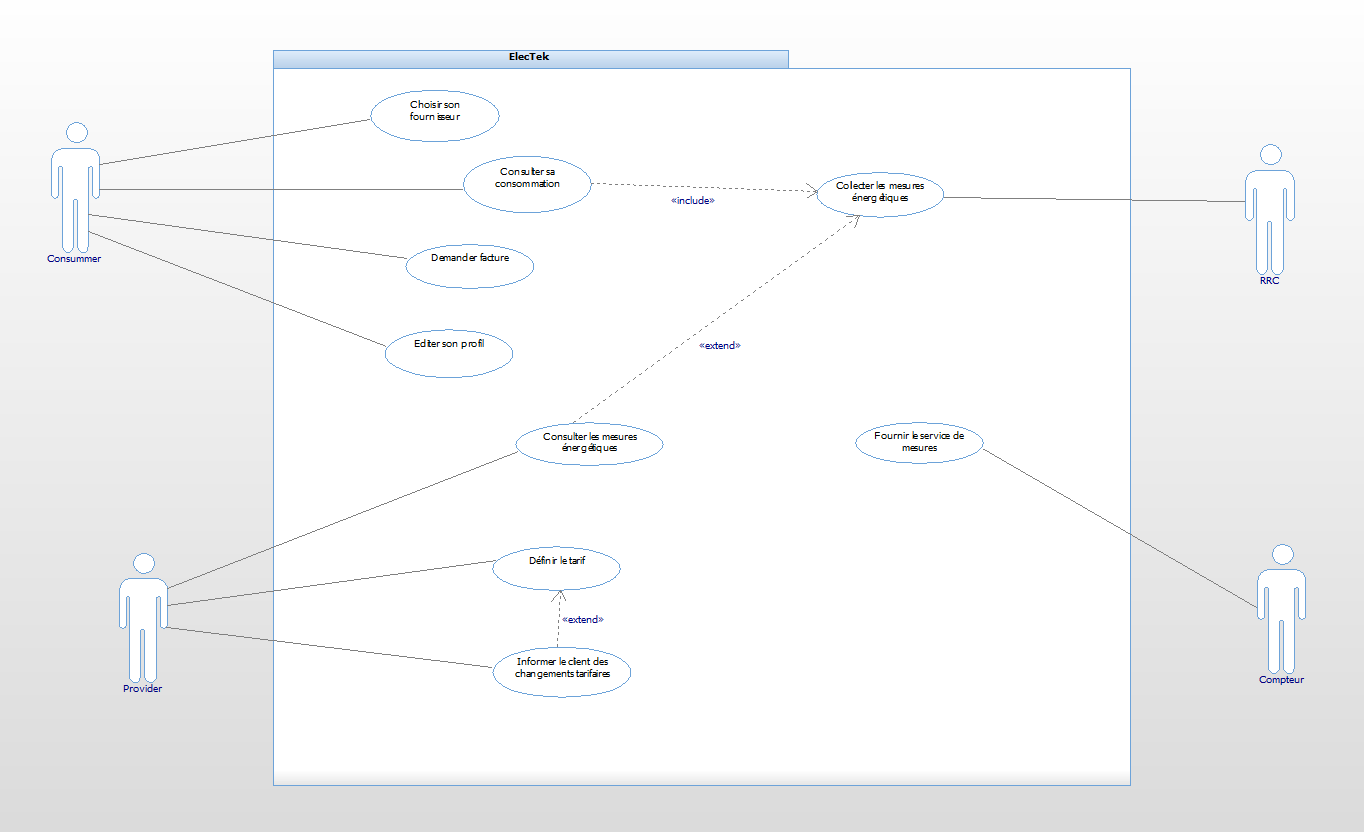 ElecTek
Choisir son
fournisseur
Consulter sa
consommation
«include»
Collecter les mesures
énergétiques
Consummer
Demander facture
RRC
Editer son profil
«extend»
Consulter les mesures
énergétiques
Fournir le service de
mesures
Définir le tarif
«extend»
Informer le client des
changements tarifaires
Provider
Compteur